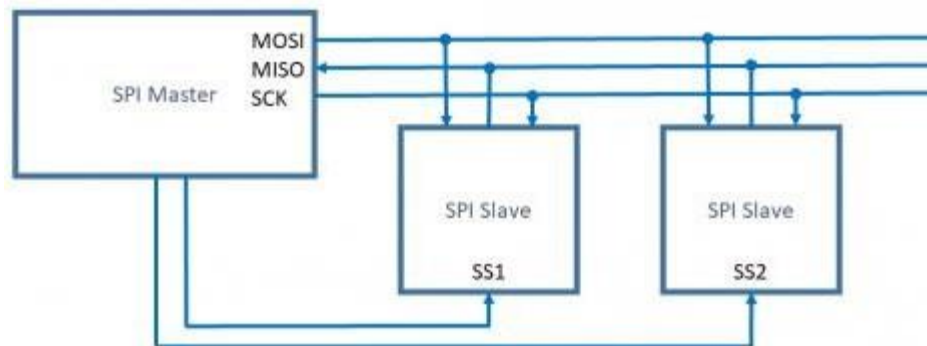 MOSI
MISO
SPI Master
SCK
SPI Slave
SPI Slave
SS1
SS2